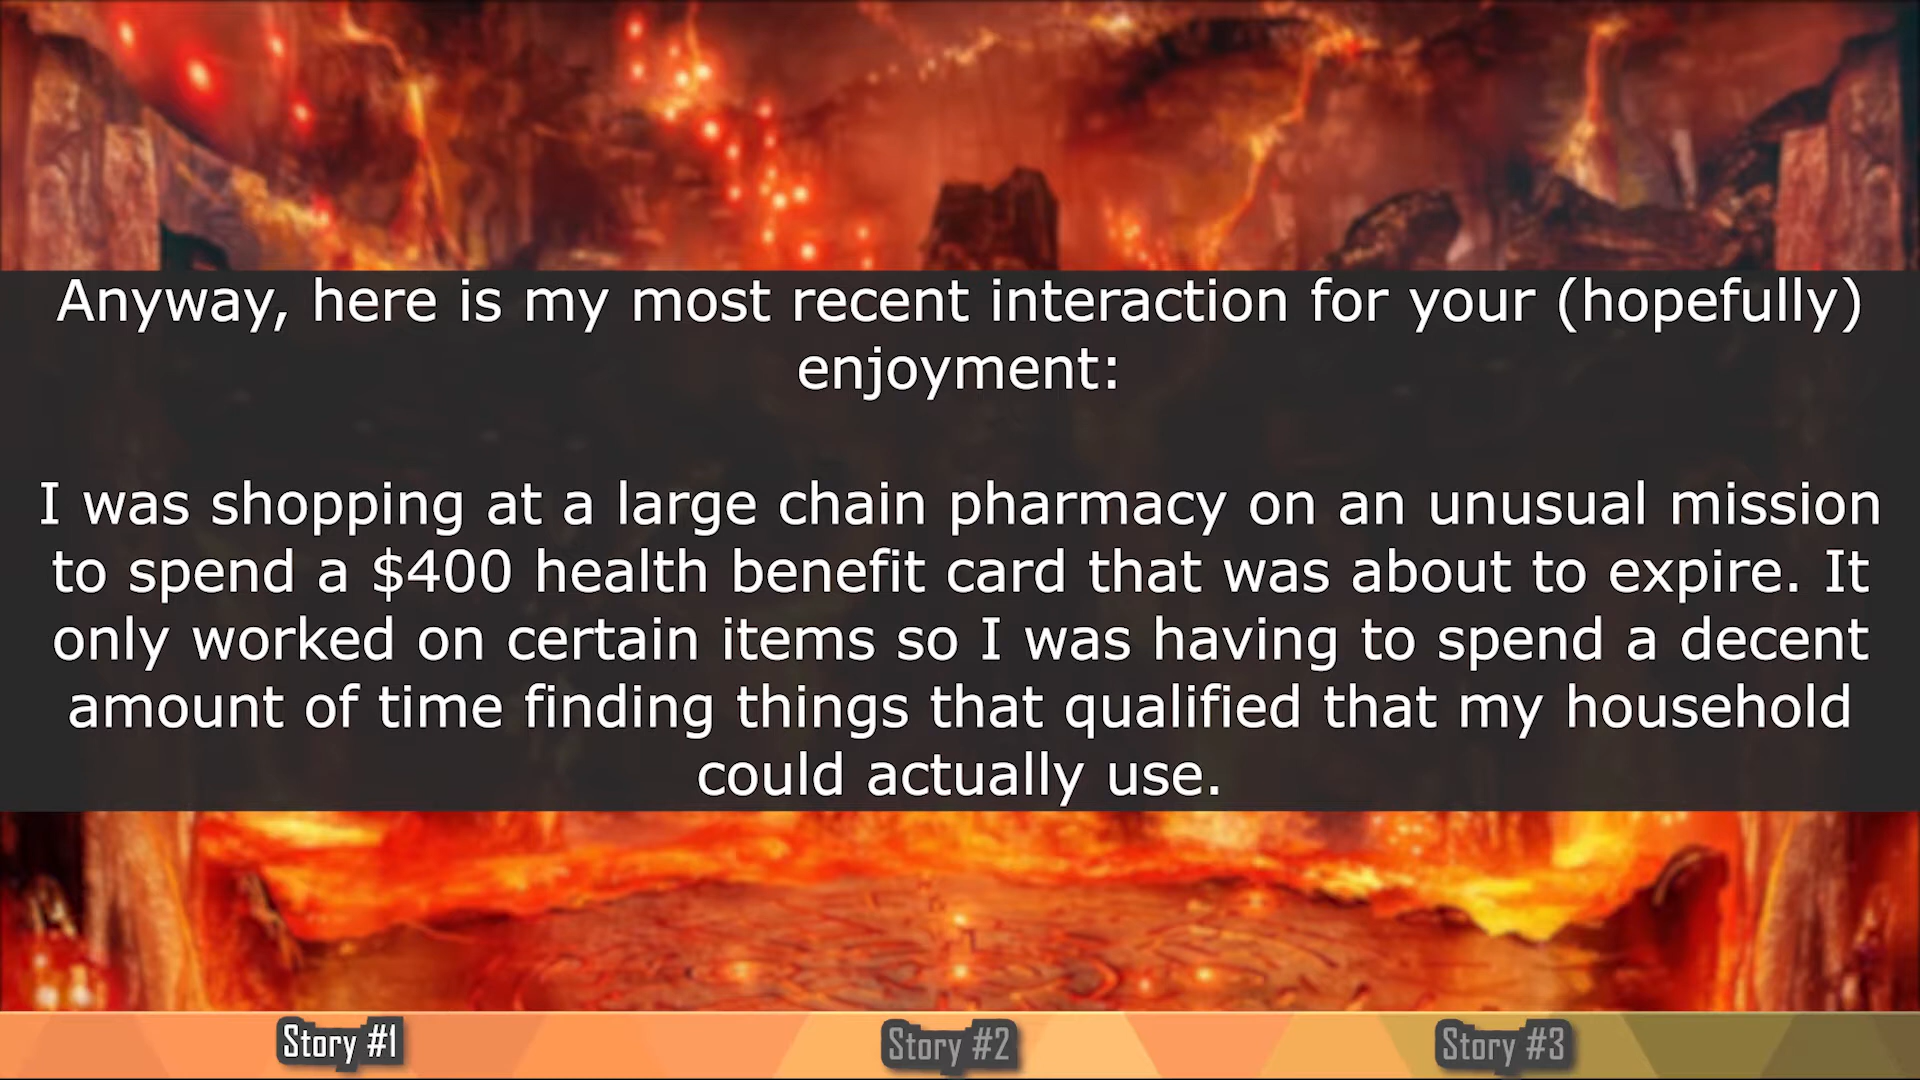 Anyway, here is my most recent interaction for your (hopefully)
enjoyment:
I was shopping at a large chain pharmacy on an unusual mission
to spend a $400 health benefit card that was about to expire. It
only worked on certain items so I was having to spend a decent
amount of time finding things that qualified that my household
could actually use.
Story #1
Story #2
Story #3